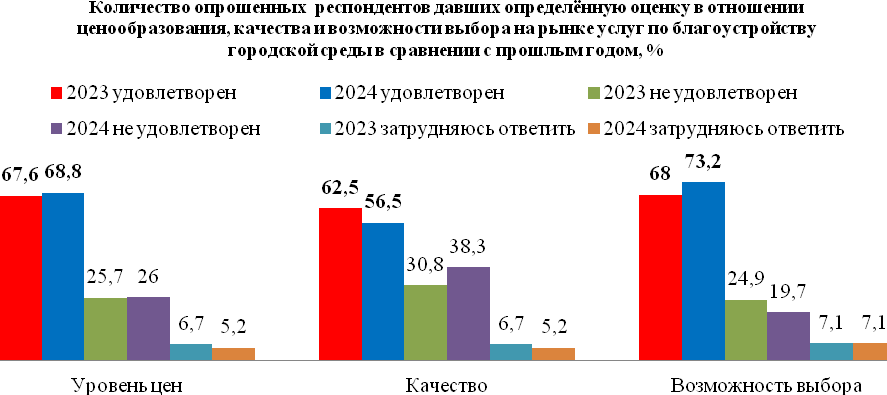 Количество опрошенных респондентов давших определённую оценку в отношении
ценообразования, качества и возможности выбора на рынке услуг по благоустройству
городской среды в сравнении с прошлым годом, %
2023 удовлетворен
2024 удовлетворен
2023 не удовлетворен
2024 не удовлетворен
2023 затрудняюсь ответить
2024 затрудняюсь ответить
67,6
68,8
25,7
26
6,7
5,2
62,5
56,5
30,8
38,3
6,7
5,2
68
73,2
24,9
19,7
7,1
7,1
Уровень цен
Качество
Возможность выбора